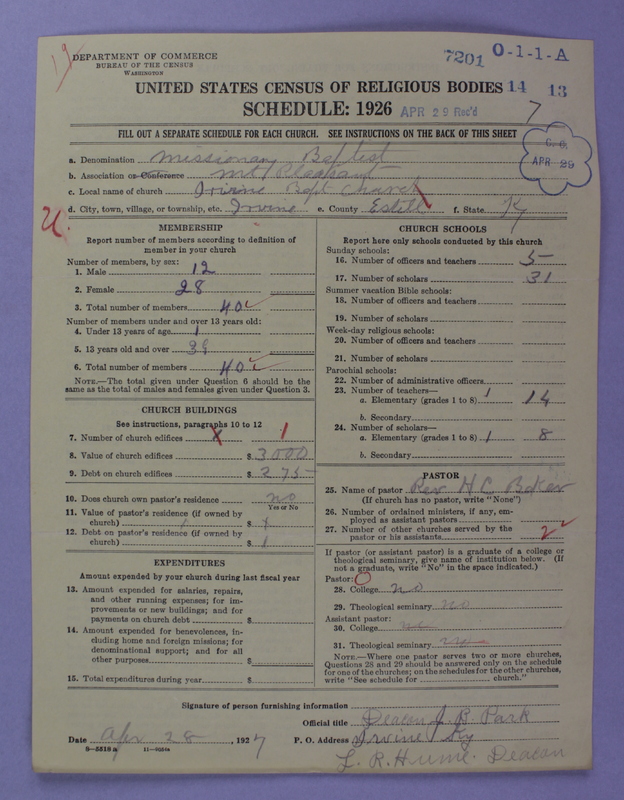 19
DEPARTMENT OF COMMERCE
BUREAU OF THE CENSUS
WASHINGTON
7201 O-1-1-A
UNITED STATES CENSUS OF RELIGIOUS BODIES 14 13
SCHEDULE: 1926 APR 29 Rec'd 7
FILL OUT A SEPARATE SCHEDULE FOR EACH CHURCH. SEE INSTRUCTIONS ON THE BACK OF THIS SHEET
APR 29
a. Denomination Missionary Baptist
b. Association or Conference Mt Pleasant
c. Local name of church Irvine Bapt Church
d. City, town, village, or township, etc. Irvine e. County Estill f. State Ky
U.
MEMBERSHIP
Report number of members according to definition of
member in your church
Number of members, by sex:
1. Male 12
2. Female 28
3. Total number of members 40
Number of members under and over 13 years old:
4. Under 13 years of age 1
5. 13 years old and over 39
6. Total number of members 40
NOTE.—The total given under Question 6 should be the
same as the total of males and females given under Question 3.
CHURCH BUILDINGS
See instructions, paragraphs 10 to 12
7. Number of church edifices 1
8. Value of church edifices $ 3000
9. Debt on church edifices $ 275
10. Does church own pastor's residence no
Yes or No
11. Value of pastor's residence (if owned by
church) $
12. Debt on pastor's residence (if owned by
church) $
EXPENDITURES
Amount expended by your church during last fiscal year
13. Amount expended for salaries, repairs,
and other running expenses; for im-
provements or new buildings; and for
payments on church debt $
14. Amount expended for benevolences, in-
cluding home and foreign missions; for
denominational support; and for all
other purposes $
15. Total expenditures during year $
CHURCH SCHOOLS
Report here only schools conducted by this church
Sunday schools:
16. Number of officers and teachers 5
17. Number of scholars 31
Summer vacation Bible schools:
18. Number of officers and teachers
19. Number of scholars
Week-day religious schools:
20. Number of officers and teachers
21. Number of scholars
Parochial schools:
22. Number of administrative officers
23. Number of teachers—
a. Elementary (grades 1 to 8) 1 14
b. Secondary
24. Number of scholars—
a. Elementary (grades 1 to 8) 1 8
b. Secondary
PASTOR
25. Name of pastor Rev H C Baker
(If church has no pastor, write "None")
26. Number of ordained ministers, if any, em-
ployed as assistant pastors
27. Number of other churches served by the
pastor or his assistants 2
If pastor (or assistant pastor) is a graduate of a college or
theological seminary, give name of institution below. (If
not a graduate, write "No" in the space indicated.)
Pastor: O
28. College no
29. Theological seminary no
Assistant pastor:
30. College no
31. Theological seminary no
NOTE.—Where one pastor serves two or more churches,
Questions 28 and 29 should be answered only on the schedule
for one of the churches; on the schedules for the other churches,
write "See schedule for church."
Signature of person furnishing information
Official title Deacon J. B. Park
Date Apr 28, 1927 P. O. Address Irvine Ky
8—5518 a
L. R. Hume. Deacon